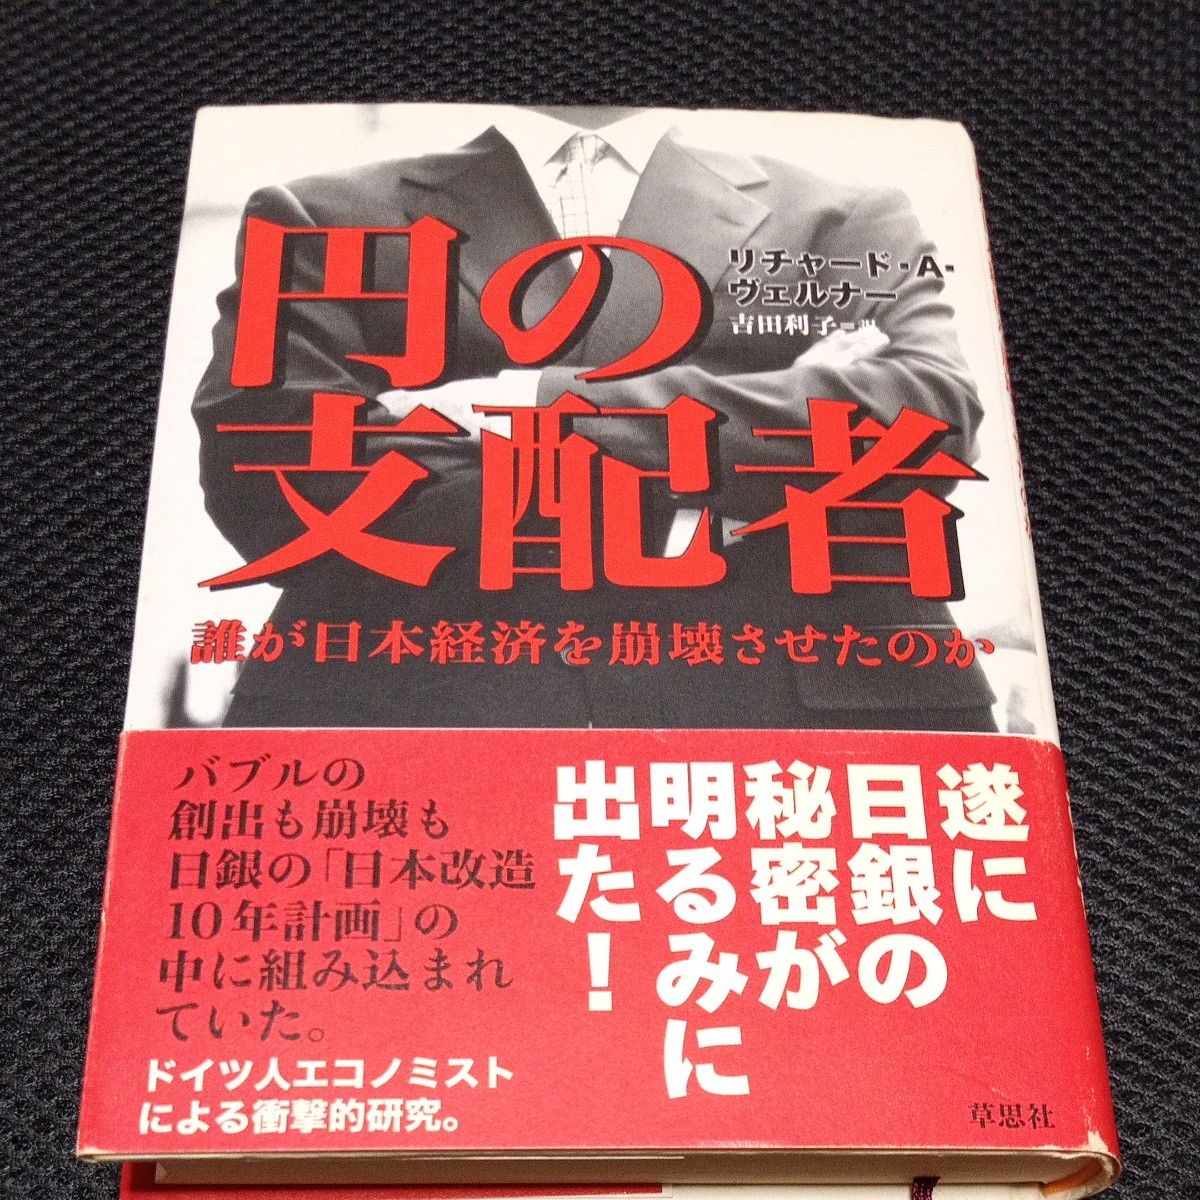 円の
支配者
リチャード・A・
ヴェルナー
吉田利子=訳
誰が日本経済を崩壊させたのか
遂に
日銀の
秘密が
明るみに
出た！
バブルの
創出も崩壊も
日銀の「日本改造
10年計画」の
中に組み込まれ
ていた。
ドイツ人エコノミスト
による衝撃的研究。
草思社